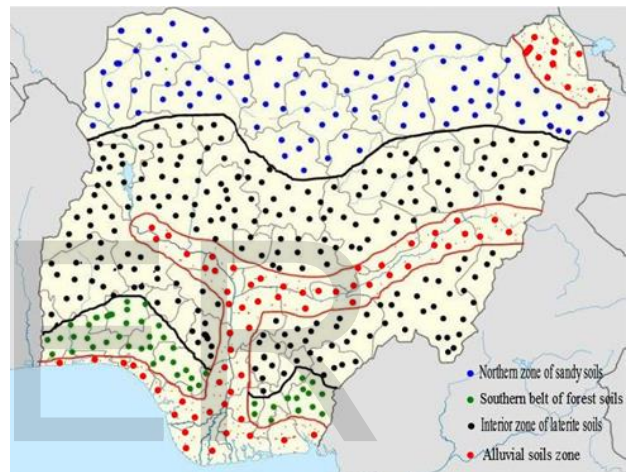 Northern zone of sandy soils
Southern belt of forest soils
Interior zone of laterite soils
Alluvial soils zone